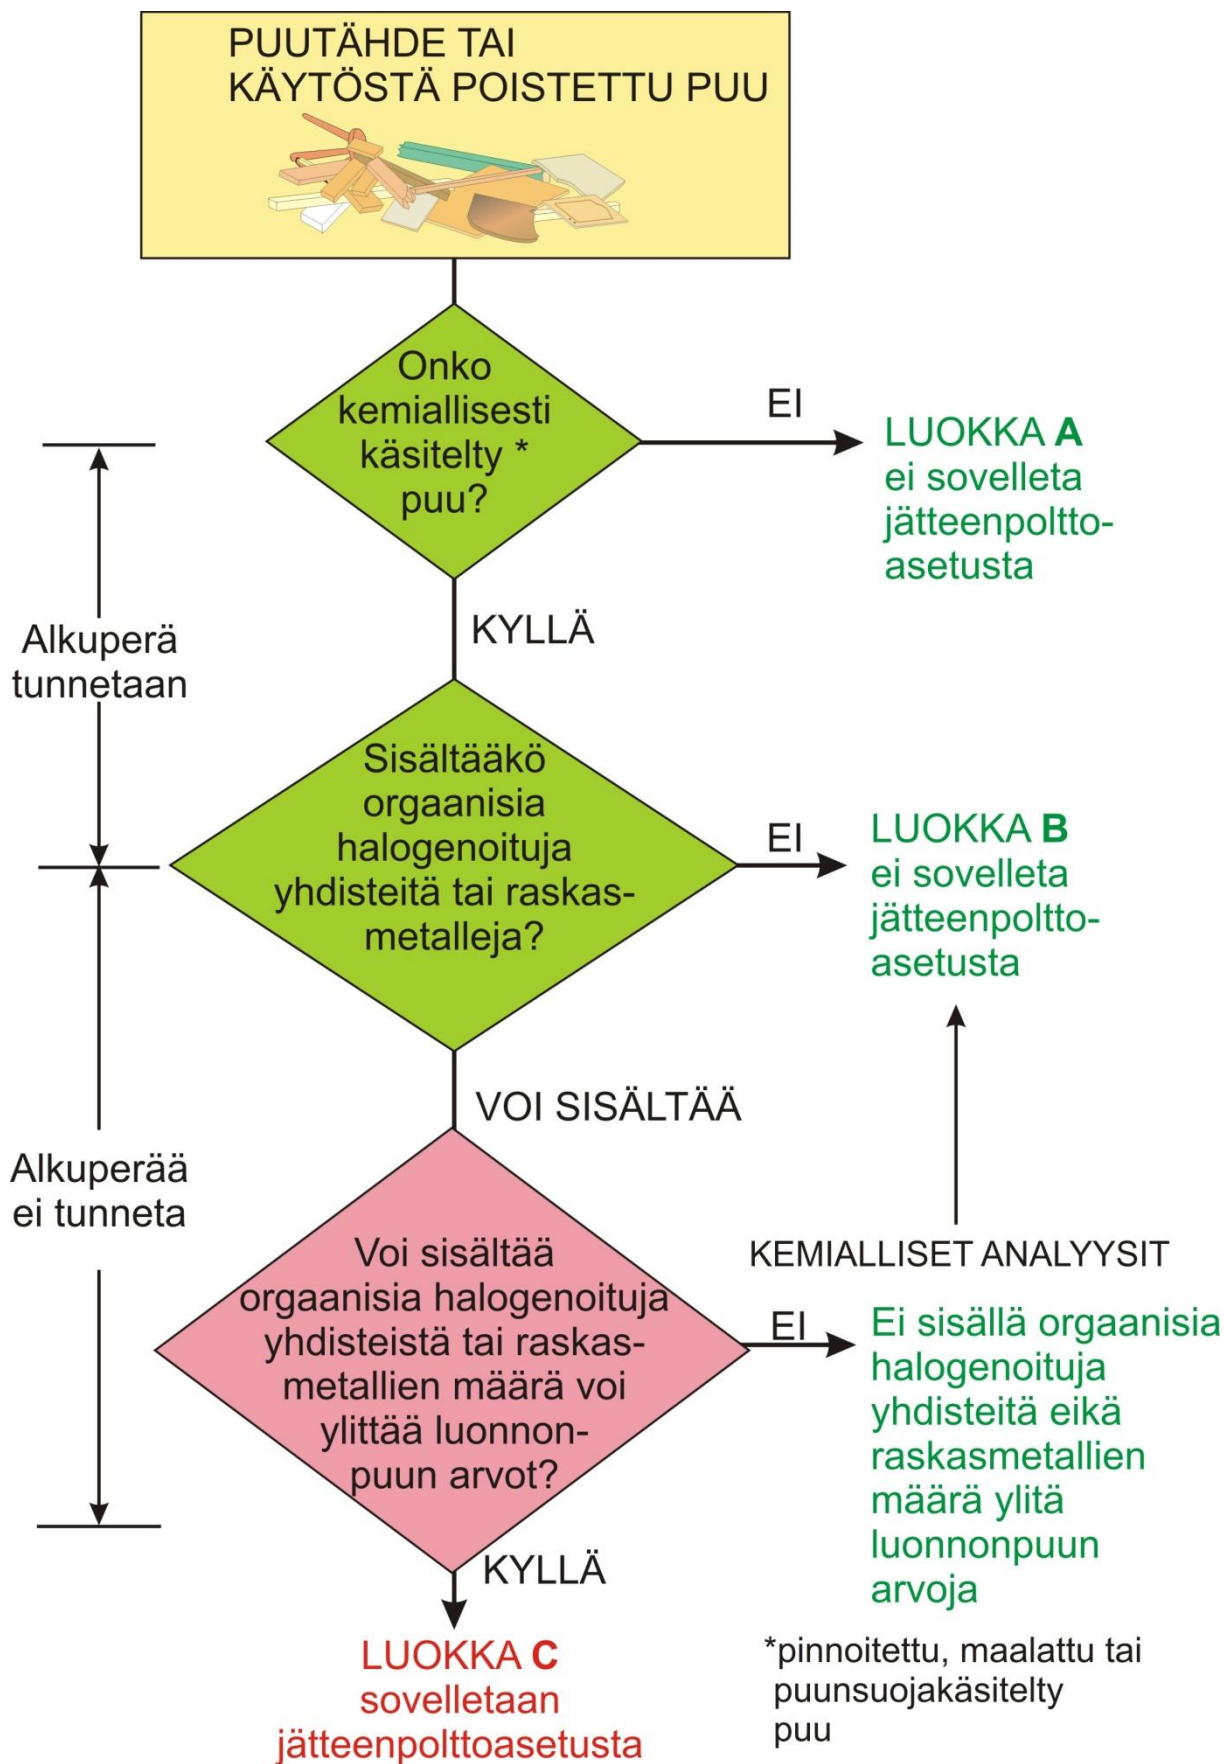 PUUTÄHDE TAI
KÄYTÖSTÄ POISTETTU PUU
Onko
kemiallisesti
käsitelty *
puu?
EI
LUOKKA A
ei sovelleta
jätteenpoltto-
asetusta
Alkuperä
tunnetaan
KYLLÄ
Sisältääkö
orgaanisia
halogenoituja
yhdisteitä tai raskas-
metalleja?
EI
LUOKKA B
ei sovelleta
jätteenpoltto-
asetusta
VOI SISÄLTÄÄ
Alkuperää
ei tunneta
Voi sisältää
orgaanisia halogenoituja
yhdisteistä tai raskas-
metallien määrä voi
ylittää luonnon-
puun arvot?
KEMIALLISET ANALYYSIT
EI
Ei sisällä orgaanisia
halogenoituja
yhdisteitä eikä
raskasmetallien
määrä ylitä
luonnonpuun
arvoja
KYLLÄ
LUOKKA C
sovelletaan
jätteenpolttoasetusta
*pinnoitettu, maalattu tai
puunsuojakäsitelty
puu